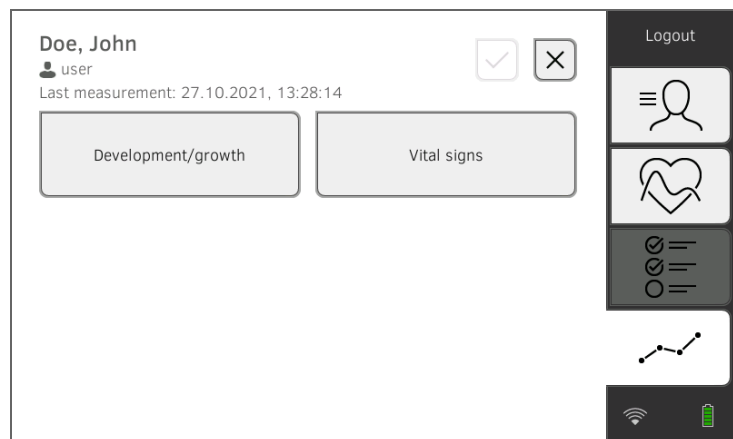 Doe, John
user
Last measurement: 27.10.2021, 13:28:14
Development/growth
Vital signs
Logout